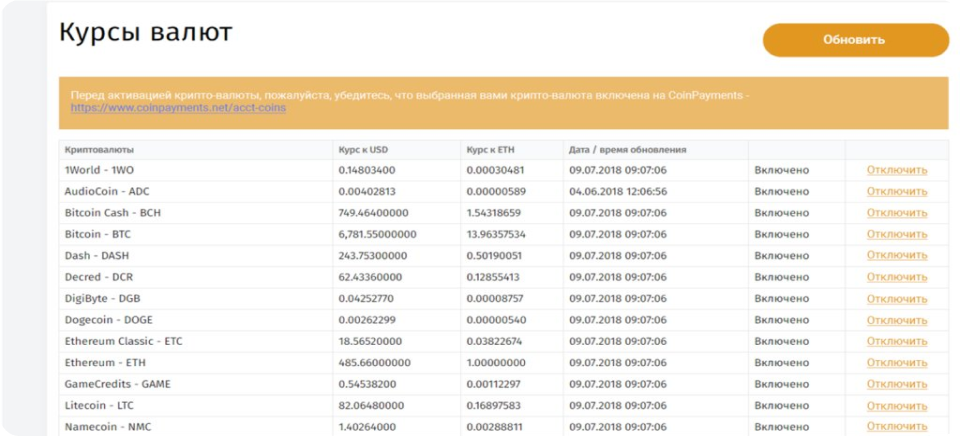 Курсы валют
Обновить
Перед активацией крипто-валюты, пожалуйста, убедитесь, что выбранная вами крипто-валюта включена на CoinPayments -
https://www.coinpayments.net/acct-coins
Криптовалюты Курс к USD Курс к ETH Дата / время обновления
1World - 1WO 0.14803400 0.00030481 09.07.2018 09:07:06 Включено Отключить
AudioCoin - ADC 0.00402813 0.00000589 04.06.2018 12:06:56 Включено Отключить
Bitcoin Cash - BCH 749.46400000 1.54318659 09.07.2018 09:07:06 Включено Отключить
Bitcoin - BTC 6,781.55000000 13.96357534 09.07.2018 09:07:06 Включено Отключить
Dash - DASH 243.75300000 0.50190051 09.07.2018 09:07:06 Включено Отключить
Decred - DCR 62.43360000 0.12855413 09.07.2018 09:07:06 Включено Отключить
DigiByte - DGB 0.04252770 0.00008757 09.07.2018 09:07:06 Включено Отключить
Dogecoin - DOGE 0.00262299 0.00000540 09.07.2018 09:07:06 Включено Отключить
Ethereum Classic - ETC 18.56520000 0.03822674 09.07.2018 09:07:06 Включено Отключить
Ethereum - ETH 485.66000000 1.00000000 09.07.2018 09:07:06 Включено Отключить
GameCredits - GAME 0.54538200 0.00112297 09.07.2018 09:07:06 Включено Отключить
Litecoin - LTC 82.06480000 0.16897583 09.07.2018 09:07:06 Включено Отключить
Namecoin - NMC 1.40264000 0.00288811 09.07.2018 09:07:06 Включено Отключить